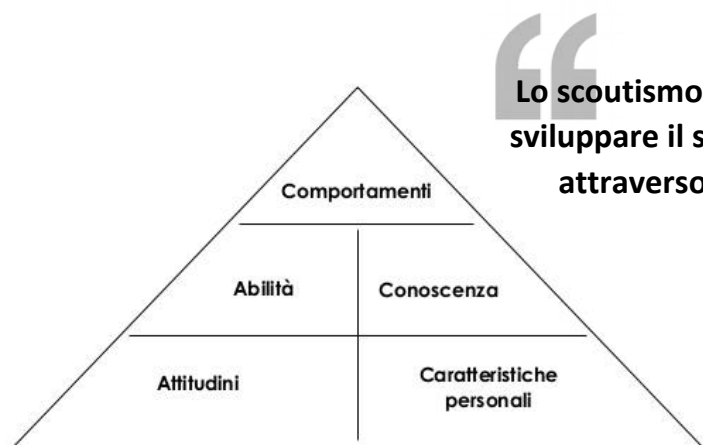 “
Lo scoutismo
sviluppare il s
attraverso
Comportamenti
Abilità Conoscenza
Attitudini Caratteristiche
personali